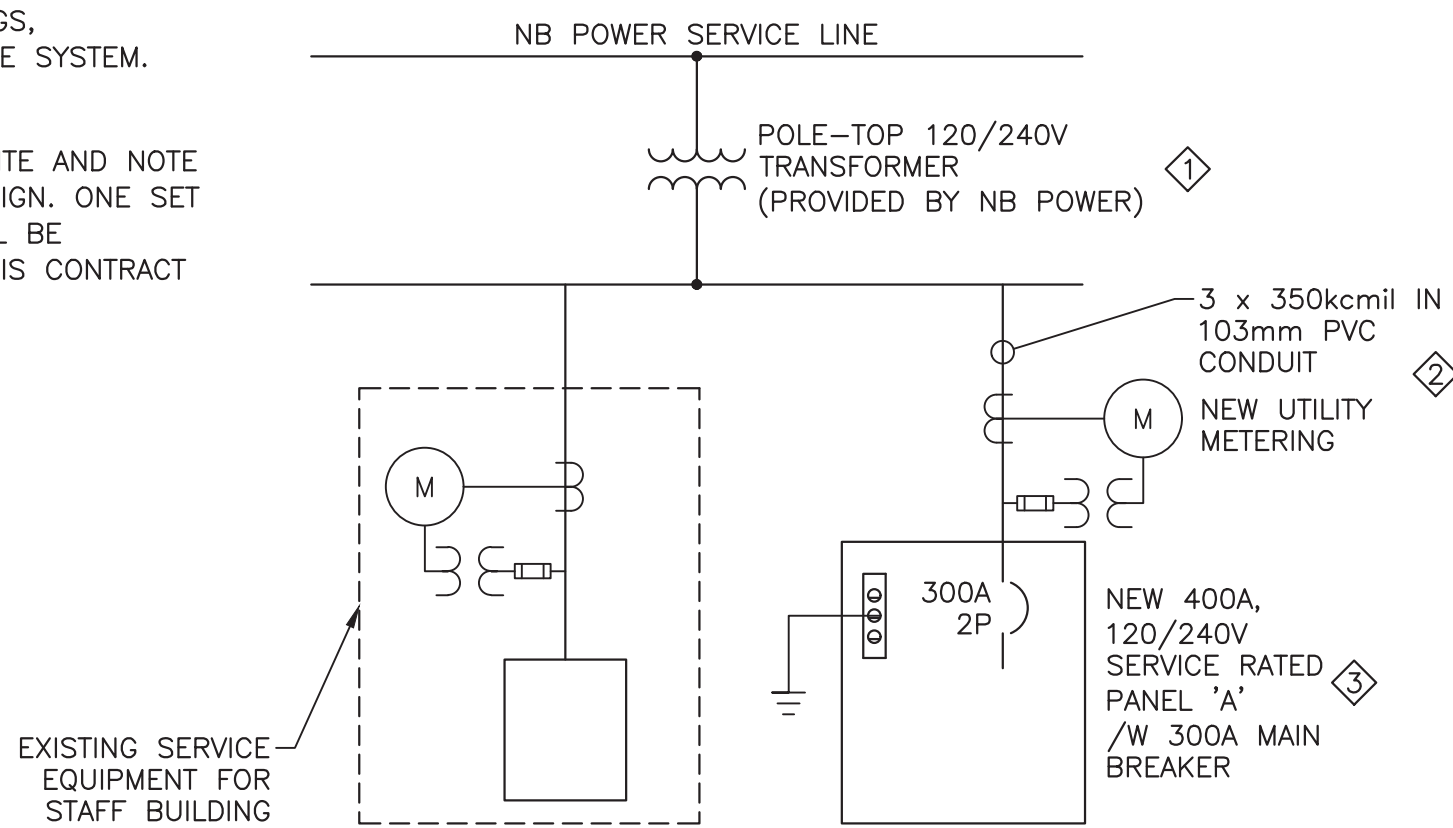 GS,
E SYSTEM.
ITE AND NOTE
IGN. ONE SET
L BE
IS CONTRACT
NB POWER SERVICE LINE
POLE-TOP 120/240V
TRANSFORMER
(PROVIDED BY NB POWER)
1
3 x 350kcmil IN
103mm PVC
CONDUIT
2
NEW UTILITY
METERING
M
M
300A
2P
NEW 400A,
120/240V
SERVICE RATED
PANEL 'A'
/W 300A MAIN
BREAKER
3
EXISTING SERVICE
EQUIPMENT FOR
STAFF BUILDING